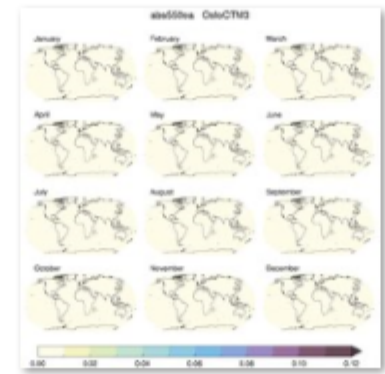 abs550oa OsloCTM3
January February March
April May June
July August September
October November December
0.00 0.02 0.04 0.06 0.08 0.10 0.12